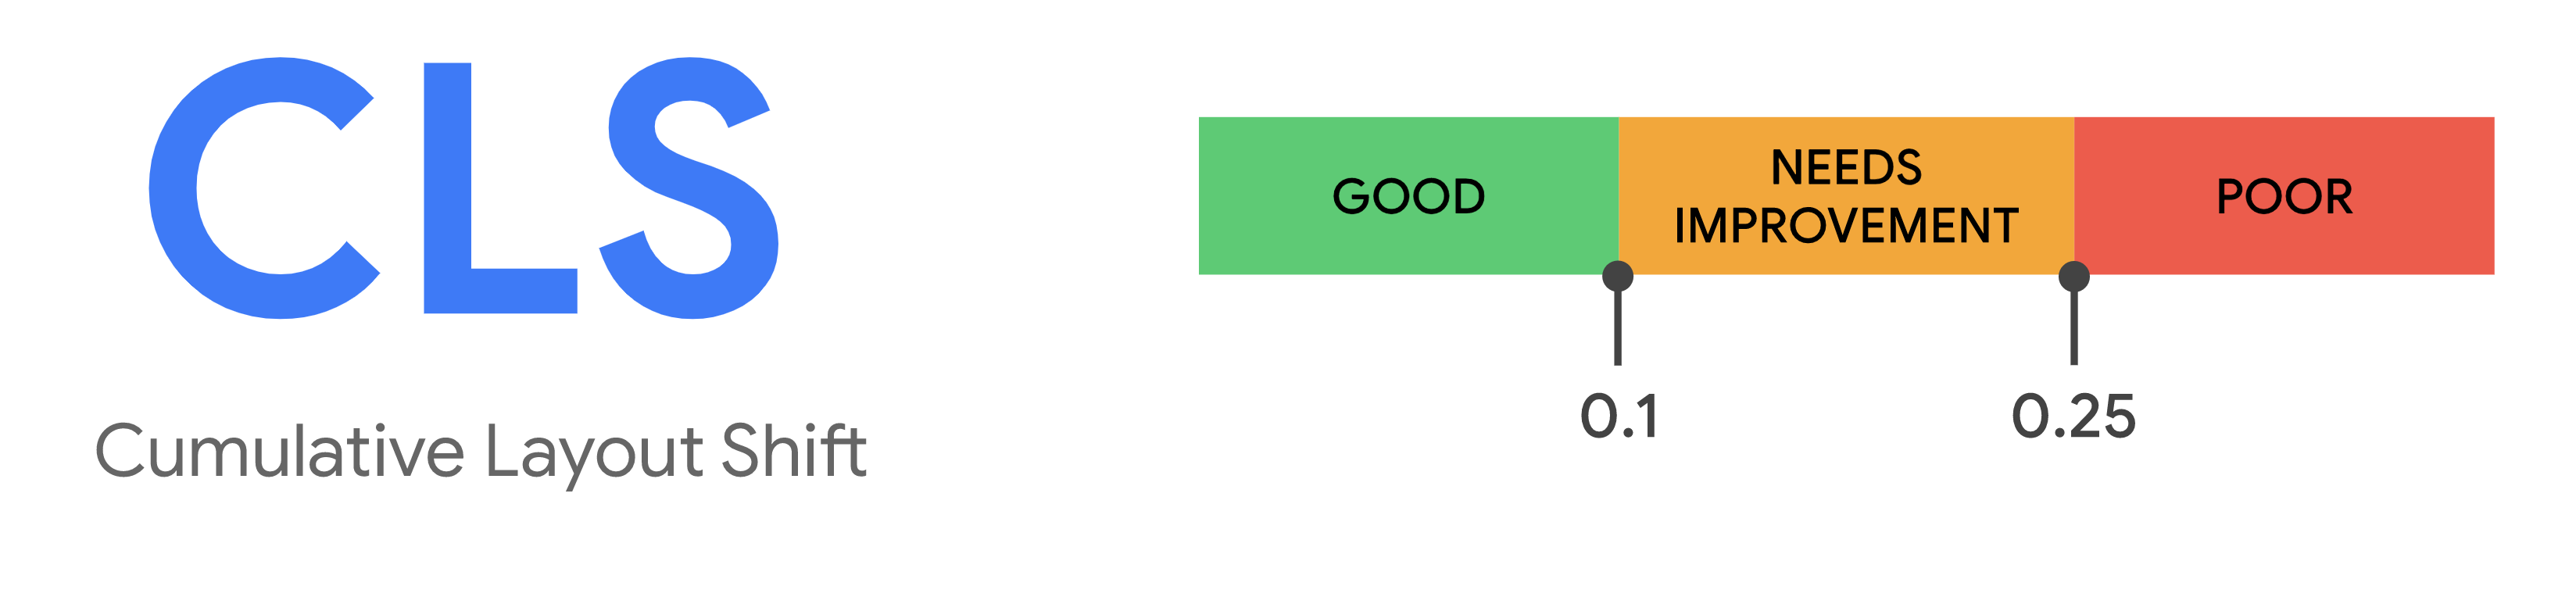 CLS
Cumulative Layout Shift
GOOD
NEEDS
IMPROVEMENT
POOR
0.1
0.25